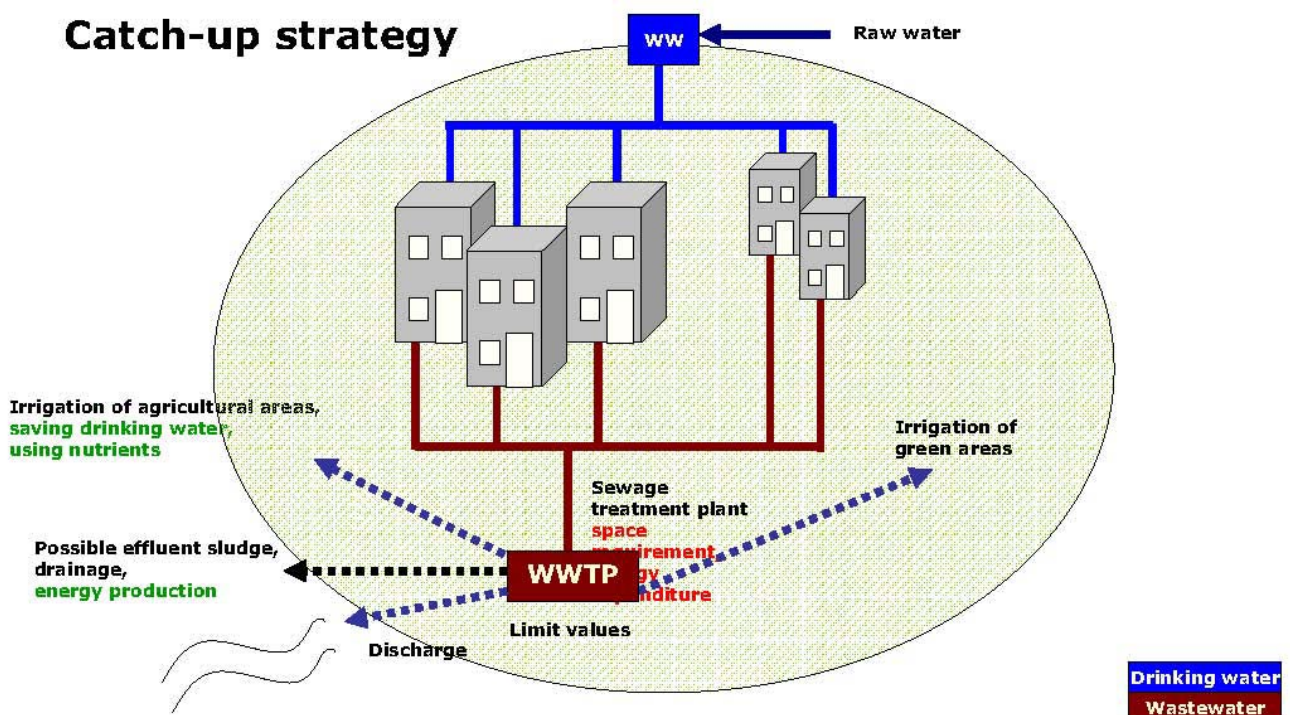 Catch-up strategy
ww
Raw water
Irrigation of agricultural areas,
saving drinking water,
using nutrients
Irrigation of
green areas
Sewage
treatment plant
space
Possible effluent sludge,
drainage,
energy production
WWTP
Limit values
Discharge
Drinking water
Wastewater